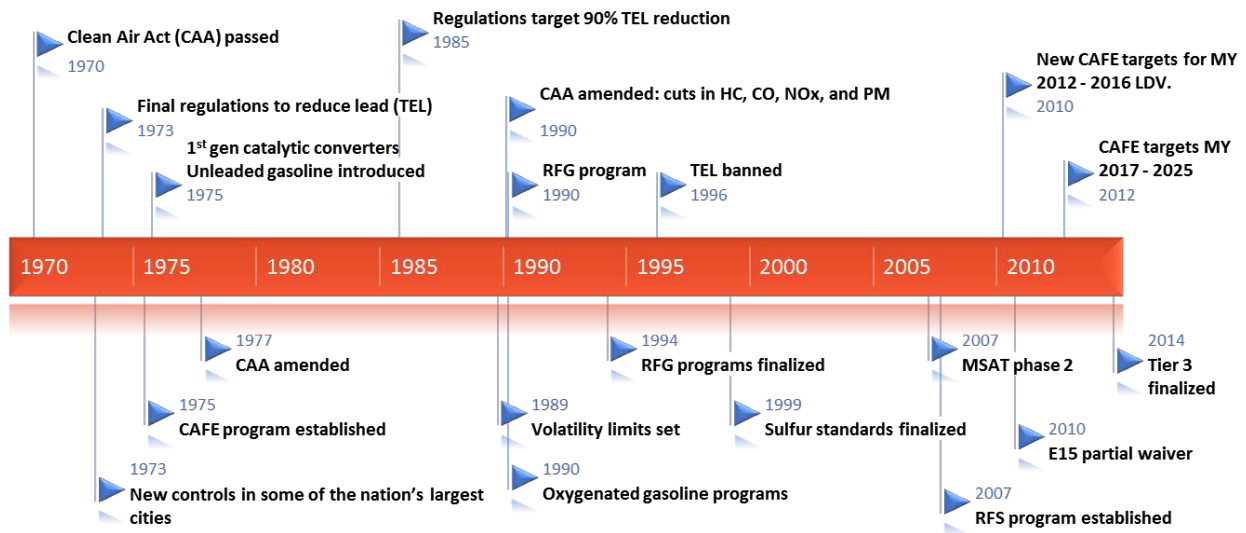 Clean Air Act (CAA) passed
1970
Final regulations to reduce lead (TEL)
1973
1st gen catalytic converters
Unleaded gasoline introduced
1975
Regulations target 90% TEL reduction
1985
CAA amended: cuts in HC, CO, NOx, and PM
1990
RFG program
1990
TEL banned
1996
New CAFE targets for MY
2012 - 2016 LDV.
2010
CAFE targets MY
2017 - 2025
2012
1970 1975 1980 1985 1990 1995 2000 2005 2010
1977
CAA amended
1975
CAFE program established
1973
New controls in some of the nation's largest
cities
1989
Volatility limits set
1990
Oxygenated gasoline programs
1994
RFG programs finalized
1999
Sulfur standards finalized
2007
MSAT phase 2
2007
RFS program established
2010
E15 partial waiver
2014
Tier 3
finalized